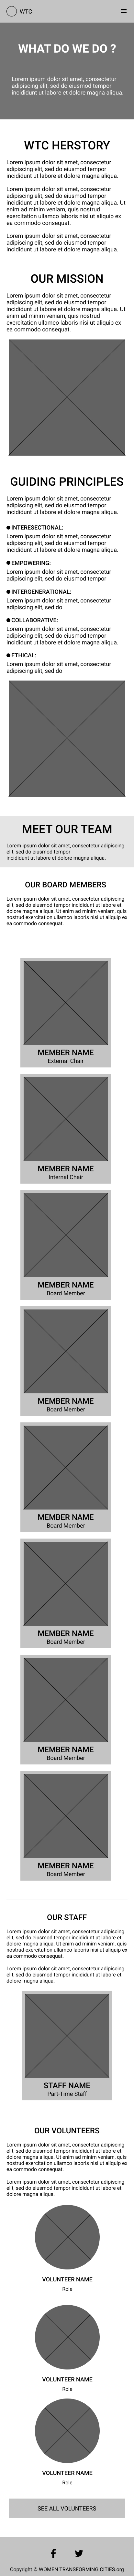 WTC
WHAT DO WE DO ?
Lorem ipsum dolor sit amet, consectetur
adipiscing elit, sed do eiusmod tempor
incididunt ut labore et dolore magna aliqua.
WTC HERSTORY
Lorem ipsum dolor sit amet, consectetur
adipiscing elit, sed do eiusmod tempor
incididunt ut labore et dolore magna aliqua.
Lorem ipsum dolor sit amet, consectetur
adipiscing elit, sed do eiusmod tempor
incididunt ut labore et dolore magna aliqua. Ut
enim ad minim veniam, quis nostrud
exercitation ullamco laboris nisi ut aliquip ex
ea commodo consequat.
Lorem ipsum dolor sit amet, consectetur
adipiscing elit, sed do eiusmod tempor
incididunt ut labore et dolore magna aliqua.
OUR MISSION
Lorem ipsum dolor sit amet, consectetur
adipiscing elit, sed do eiusmod tempor
incididunt ut labore et dolore magna aliqua. Ut
enim ad minim veniam, quis nostrud
exercitation ullamco laboris nisi ut aliquip ex
ea commodo consequat.
GUIDING PRINCIPLES
Lorem ipsum dolor sit amet, consectetur
adipiscing elit, sed do eiusmod tempor
incididunt ut labore et dolore magna aliqua.
INTERESECTIONAL:
Lorem ipsum dolor sit amet, consectetur
adipiscing elit, sed do eiusmod tempor
incididunt ut labore et dolore magna aliqua.
EMPOWERING:
Lorem ipsum dolor sit amet, consectetur
adipiscing elit, sed do eiusmod tempor
INTERGENERATIONAL:
Lorem ipsum dolor sit amet, consectetur
adipiscing elit, sed do
COLLABORATIVE:
Lorem ipsum dolor sit amet, consectetur
adipiscing elit, sed do eiusmod tempor
incididunt ut labore et dolore magna aliqua.
ETHICAL:
Lorem ipsum dolor sit amet, consectetur
adipiscing elit, sed do
MEET OUR TEAM
Lorem ipsum dolor sit amet, consectetur adipiscing
elit, sed do eiusmod tempor
incididunt ut labore et dolore magna aliqua.
OUR BOARD MEMBERS
Lorem ipsum dolor sit amet, consectetur adipiscing
elit, sed do eiusmod tempor incididunt ut labore et
dolore magna aliqua. Ut enim ad minim veniam, quis
nostrud exercitation ullamco laboris nisi ut aliquip ex
ea commodo consequat.
MEMBER NAME
External Chair
MEMBER NAME
Internal Chair
MEMBER NAME
Board Member
MEMBER NAME
Board Member
MEMBER NAME
Board Member
MEMBER NAME
Board Member
MEMBER NAME
Board Member
MEMBER NAME
Board Member
OUR STAFF
Lorem ipsum dolor sit amet, consectetur adipiscing
elit, sed do eiusmod tempor incididunt ut labore et
dolore magna aliqua. Ut enim ad minim veniam, quis
nostrud exercitation ullamco laboris nisi ut aliquip ex
ea commodo consequat.
Lorem ipsum dolor sit amet, consectetur adipiscing
elit, sed do eiusmod tempor incididunt ut labore et
dolore magna aliqua.
STAFF NAME
Part-Time Staff
OUR VOLUNTEERS
Lorem ipsum dolor sit amet, consectetur adipiscing
elit, sed do eiusmod tempor incididunt ut labore et
dolore magna aliqua. Ut enim ad minim veniam, quis
nostrud exercitation ullamco laboris nisi ut aliquip ex
ea commodo consequat.
Lorem ipsum dolor sit amet, consectetur adipiscing
elit, sed do eiusmod tempor incididunt ut labore et
dolore magna aliqua.
VOLUNTEER NAME
Role
VOLUNTEER NAME
Role
VOLUNTEER NAME
Role
SEE ALL VOLUNTEERS
Copyright © WOMEN TRANSFORMING CITIES.org